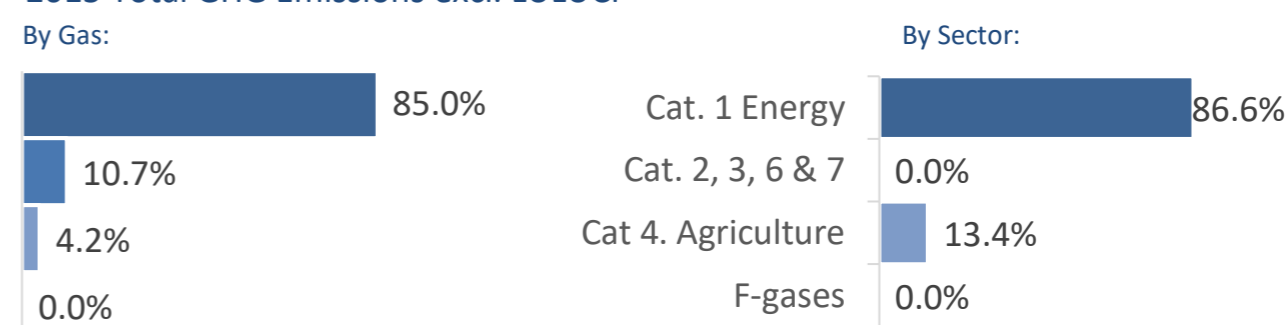 By Gas:
By Sector:
85.0%
10.7%
4.2%
0.0%
Cat. 1 Energy
86.6%
Cat. 2, 3, 6 & 7
0.0%
Cat 4. Agriculture
13.4%
F-gases
0.0%